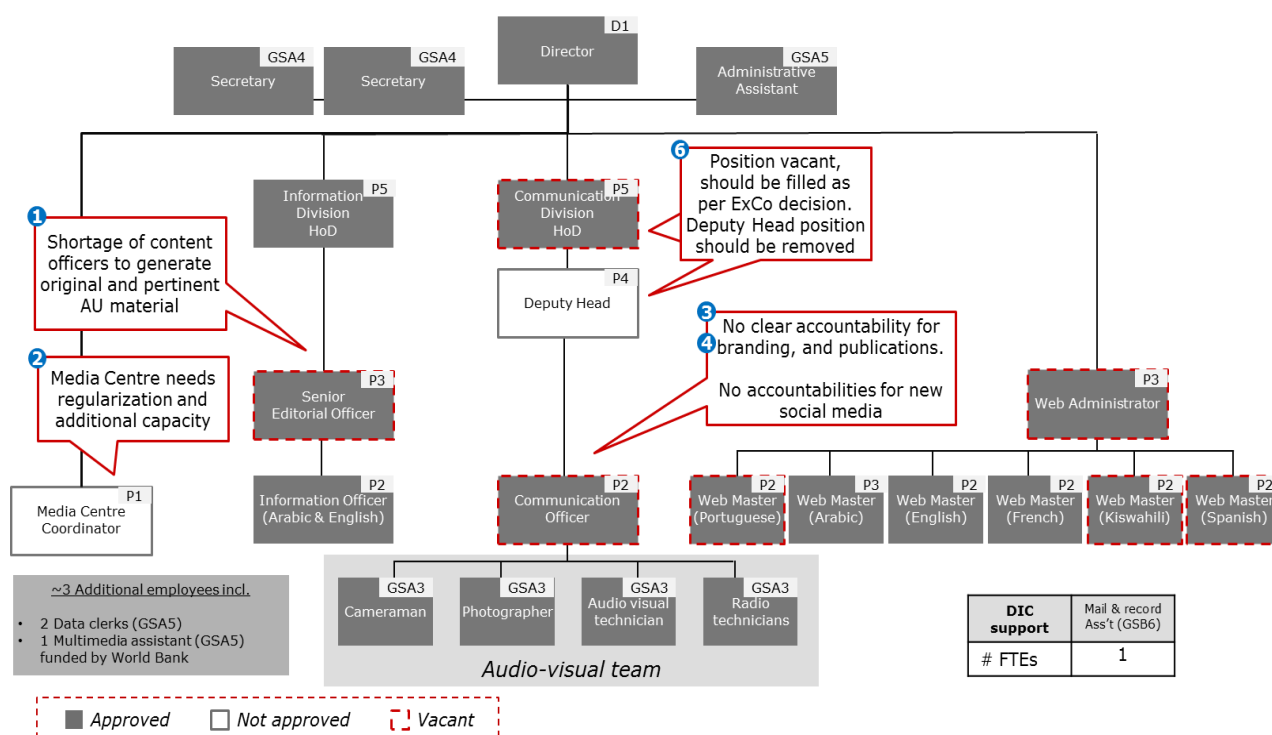 D1
Director
GSA4
Secretary
GSA4
Secretary
GSA5
Administrative
Assistant
P5
Information
Division
HoD
P5
Communication
Division
HoD
6
Position vacant,
should be filled as
per ExCo decision.
Deputy Head position
should be removed
1
Shortage of content
officers to generate
original and pertinent
AU material
P4
Deputy Head
3
4
No clear accountability for
branding, and publications.
No accountabilities for new
social media
2
Media Centre needs
regularization and
additional capacity
P3
Senior
Editorial Officer
P3
Web Administrator
P1
Media Centre
Coordinator
P2
Information Officer
(Arabic & English)
P2
Communication
Officer
P2
Web Master
(Portuguese)
P3
Web Master
(Arabic)
P2
Web Master
(English)
P2
Web Master
(French)
P2
Web Master
(Kiswahili)
P2
Web Master
(Spanish)
~3 Additional employees incl.
• 2 Data clerks (GSA5)
• 1 Multimedia assistant (GSA5)
funded by World Bank
GSA3
Cameraman
GSA3
Photographer
GSA3
Audio visual
technician
GSA3
Radio
technicians
Audio-visual team
DIC
support
Mail & record
Ass't (GSB6)
# FTEs
1
Approved
Not approved
Vacant